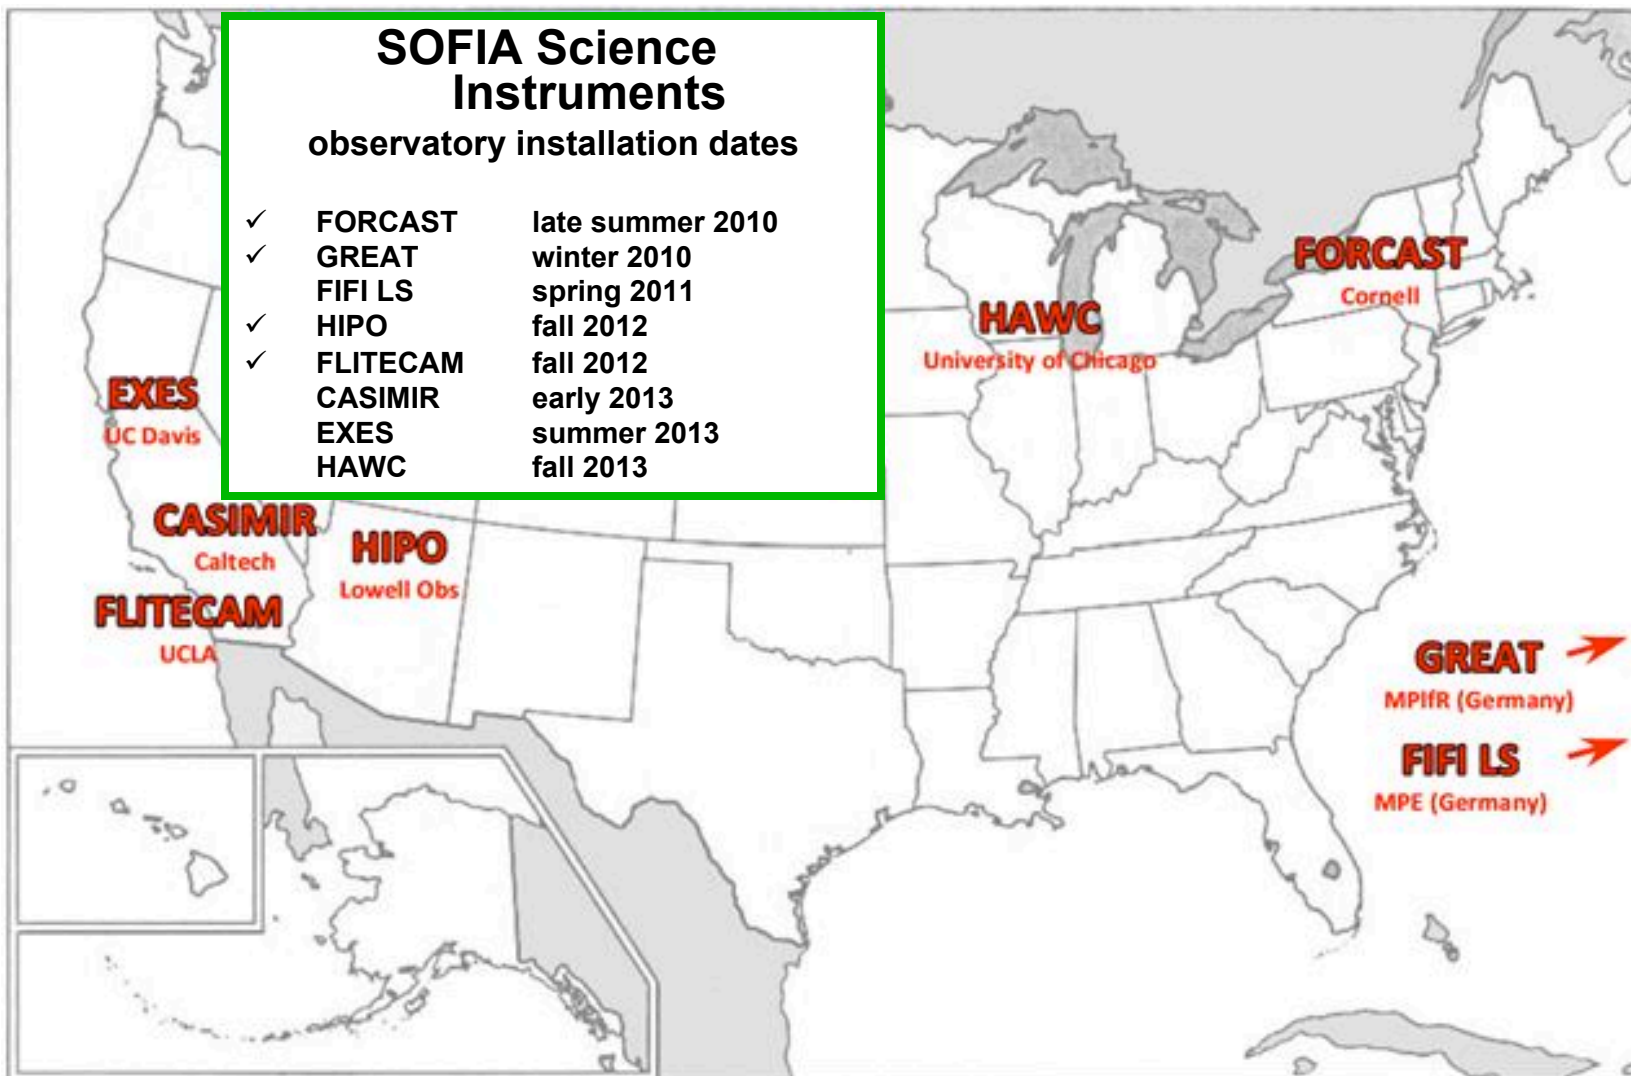 SOFIA Science
Instruments
observatory installation dates
✓ FORCAST late summer 2010
✓ GREAT winter 2010
FIFI LS spring 2011
✓ HIPO fall 2012
✓ FLITECAM fall 2012
CASIMIR early 2013
EXES summer 2013
HAWC fall 2013
FORCAST
Cornell
HAWC
University of Chicago
EXES
UC Davis
CASIMIR
Caltech
HIPO
Lowell Obs
FLITECAM
UCLA
GREAT
MPIfR (Germany)
FIFI LS
MPE (Germany)